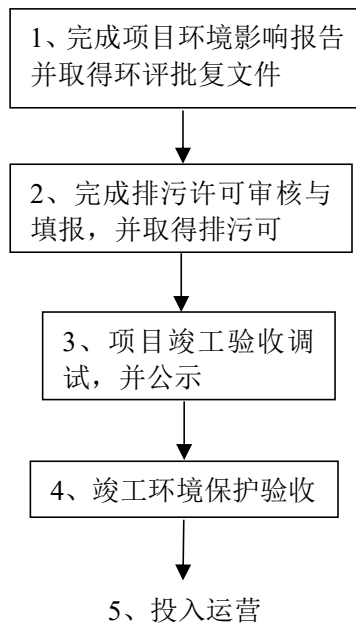 1、完成项目环境影响报告
并取得环评批复文件
2、完成排污许可审核与
填报，并取得排污可
3、项目竣工验收调
试，并公示
4、竣工环境保护验收
5、投入运营